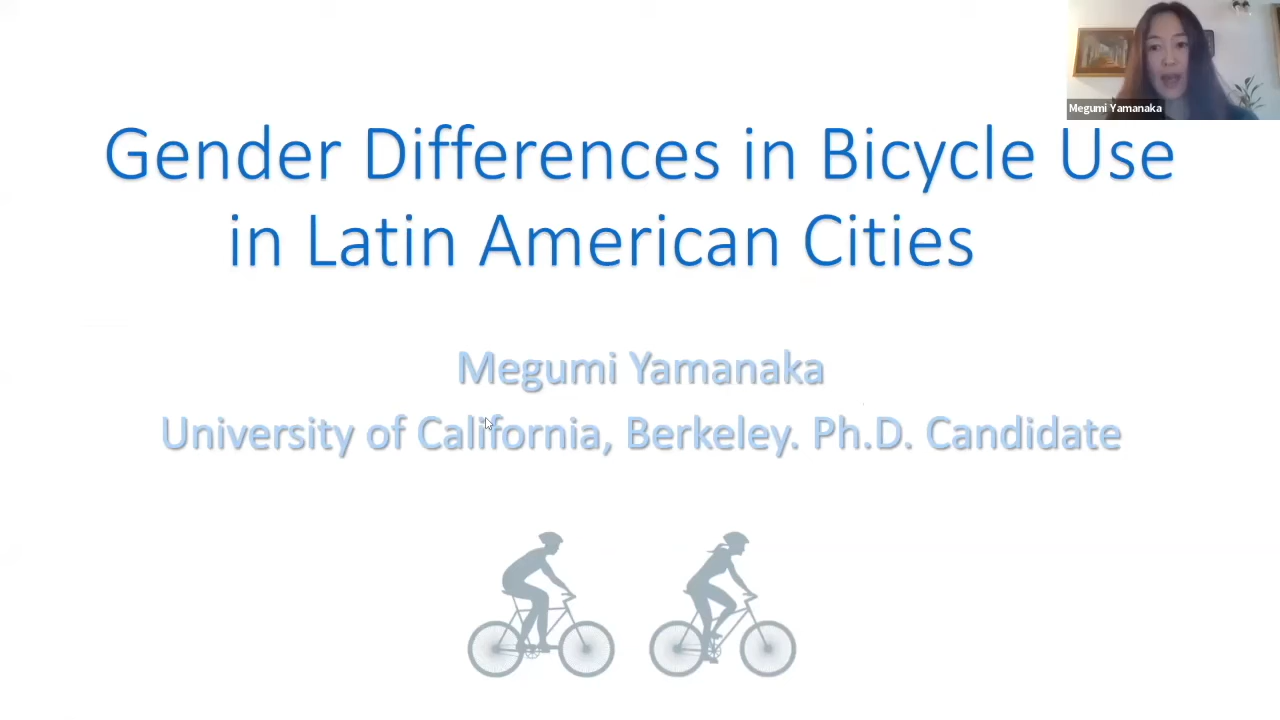 Megumi Yamanaka
Gender Differences in Bicycle Use
in Latin American Cities
Megumi Yamanaka
University of California, Berkeley. Ph.D. Candidate